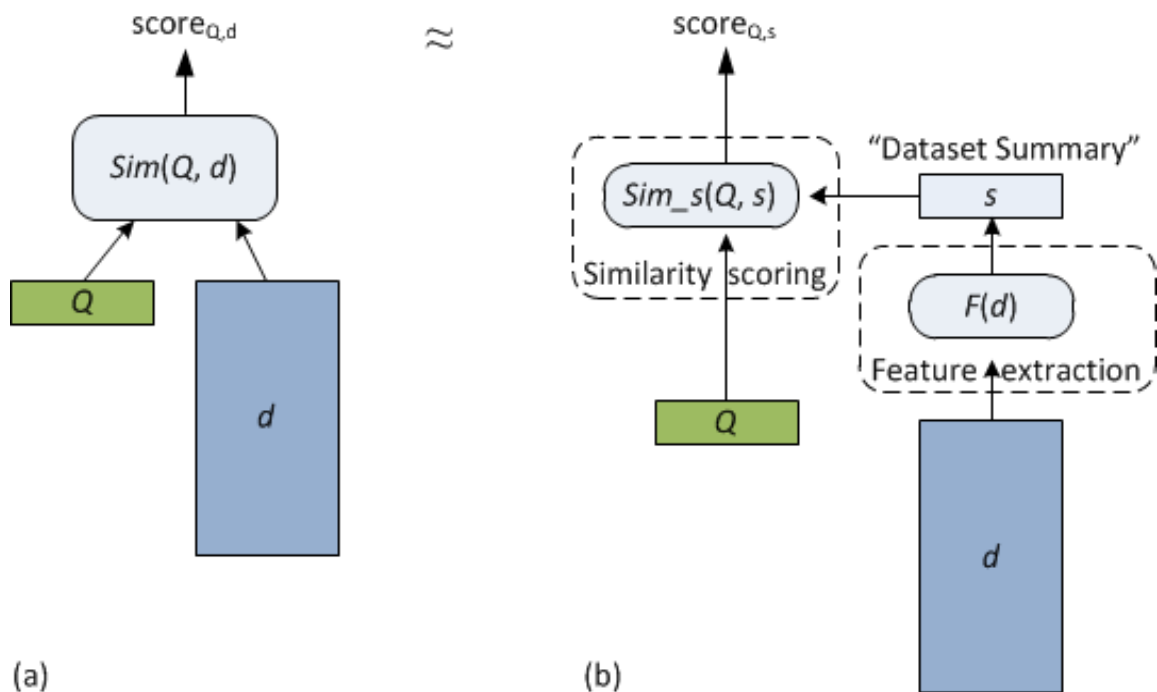 score_Q,d
≈
Sim(Q, d)
Q
d
(a)
score_Q,s
"Dataset Summary"
Sim_s(Q, s)
s
Similarity scoring
F(d)
Feature extraction
Q
d
(b)